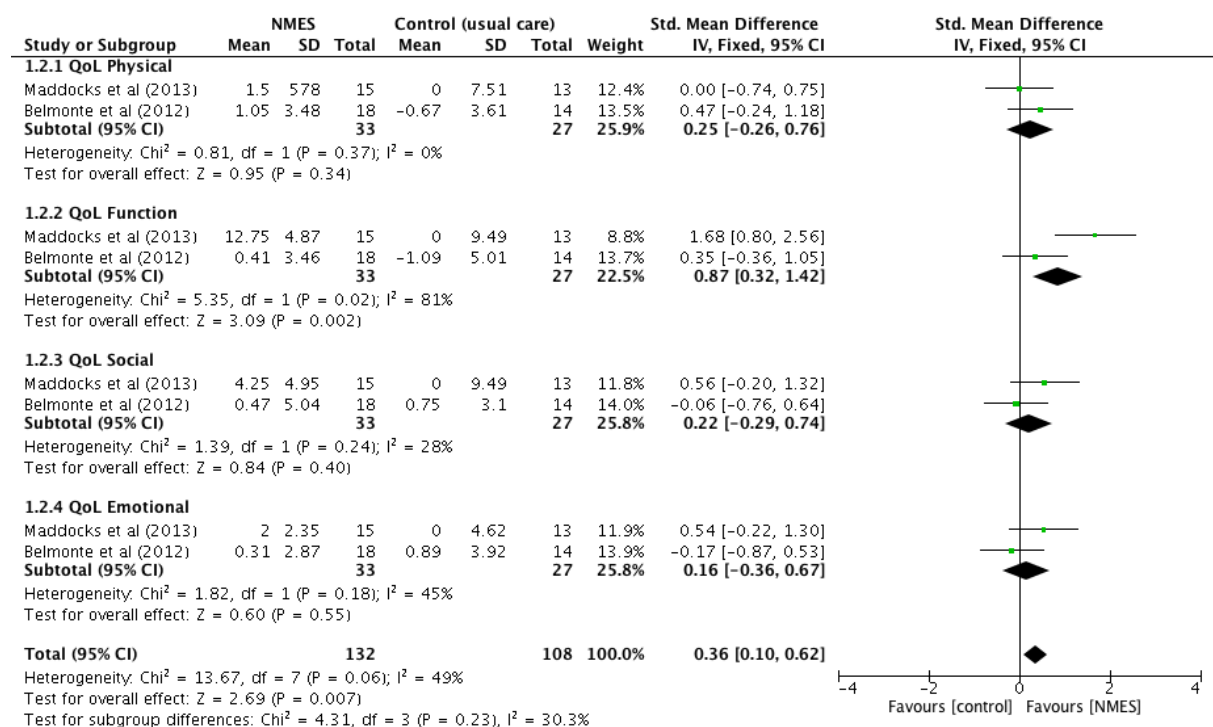 NMES Control (usual care) Std. Mean Difference Std. Mean Difference
Study or Subgroup Mean SD Total Mean SD Total Weight IV, Fixed, 95% CI IV, Fixed, 95% CI
1.2.1 QoL Physical
Maddocks et al (2013) 1.5 578 15 0 7.51 13 12.4% 0.00 [-0.74, 0.75]
Belmonte et al (2012) 1.05 3.48 18 -0.67 3.61 14 13.5% 0.47 [-0.24, 1.18]
Subtotal (95% CI) 33 27 25.9% 0.25 [-0.26, 0.76]
Heterogeneity: Chi² = 0.81, df = 1 (P = 0.37); I² = 0%
Test for overall effect: Z = 0.95 (P = 0.34)
1.2.2 QoL Function
Maddocks et al (2013) 12.75 4.87 15 0 9.49 13 8.8% 1.68 [0.80, 2.56]
Belmonte et al (2012) 0.41 3.46 18 -1.09 5.01 14 13.7% 0.35 [-0.36, 1.05]
Subtotal (95% CI) 33 27 22.5% 0.87 [0.32, 1.42]
Heterogeneity: Chi² = 5.35, df = 1 (P = 0.02); I² = 81%
Test for overall effect: Z = 3.09 (P = 0.002)
1.2.3 QoL Social
Maddocks et al (2013) 4.25 4.95 15 0 9.49 13 11.8% 0.56 [-0.20, 1.32]
Belmonte et al (2012) 0.47 5.04 18 0.75 3.1 14 14.0% -0.06 [-0.76, 0.64]
Subtotal (95% CI) 33 27 25.8% 0.22 [-0.29, 0.74]
Heterogeneity: Chi² = 1.39, df = 1 (P = 0.24); I² = 28%
Test for overall effect: Z = 0.84 (P = 0.40)
1.2.4 QoL Emotional
Maddocks et al (2013) 2 2.35 15 0 4.62 13 11.9% 0.54 [-0.22, 1.30]
Belmonte et al (2012) 0.31 2.87 18 0.89 3.92 14 13.9% -0.17 [-0.87, 0.53]
Subtotal (95% CI) 33 27 25.8% 0.16 [-0.36, 0.67]
Heterogeneity: Chi² = 1.82, df = 1 (P = 0.18); I² = 45%
Test for overall effect: Z = 0.60 (P = 0.55)
Total (95% CI) 132 108 100.0% 0.36 [0.10, 0.62]
Heterogeneity: Chi² = 13.67, df = 7 (P = 0.06); I² = 49%
Test for overall effect: Z = 2.69 (P = 0.007)
Test for subgroup differences: Chi² = 4.31, df = 3 (P = 0.23), I² = 30.3%
-4 -2 0 2 4
Favours [control] Favours [NMES]